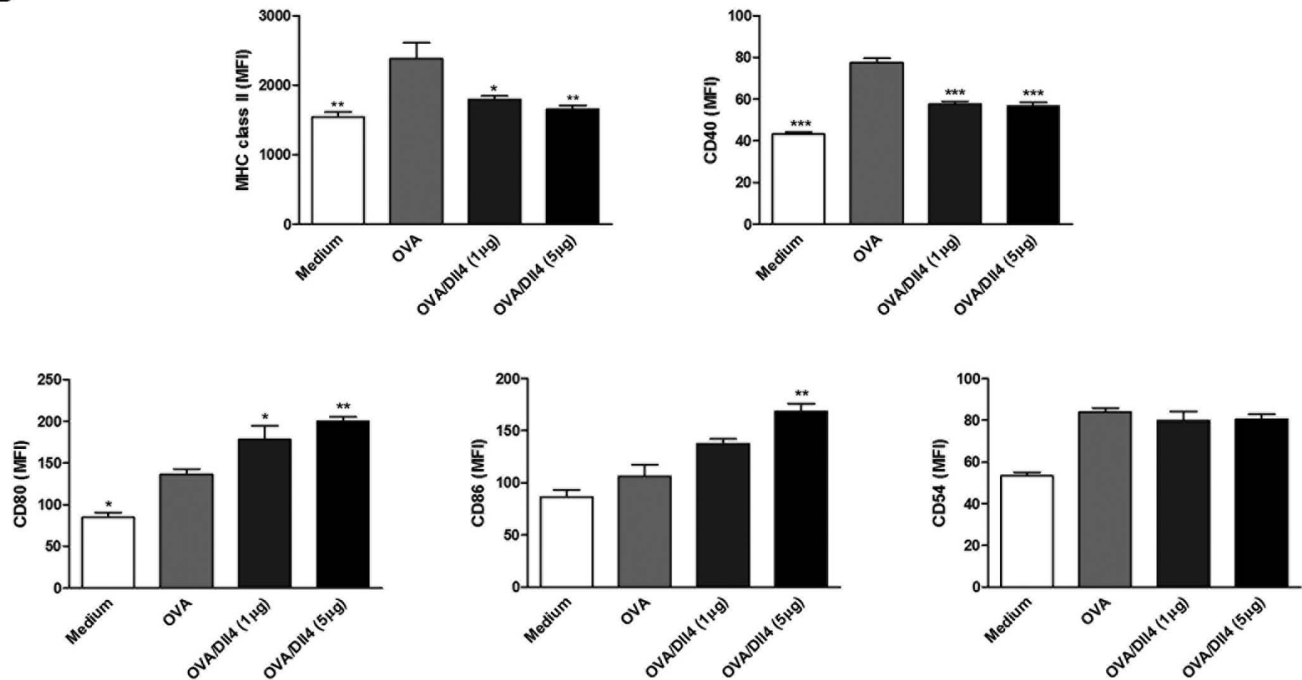 MHC class II (MFI)
3000
2000
1000
0
**
*
**
Medium
OVA
OVA/Dll4 (1µg)
OVA/Dll4 (5µg)
CD40 (MFI)
100
80
60
40
20
0
***
***
***
Medium
OVA
OVA/Dll4 (1µg)
OVA/Dll4 (5µg)
CD80 (MFI)
250
200
150
100
50
0
*
*
**
Medium
OVA
OVA/Dll4 (1µg)
OVA/Dll4 (5µg)
CD86 (MFI)
200
150
100
50
0
**
Medium
OVA
OVA/Dll4 (1µg)
OVA/Dll4 (5µg)
CD54 (MFI)
100
80
60
40
20
0
Medium
OVA
OVA/Dll4 (1µg)
OVA/Dll4 (5µg)